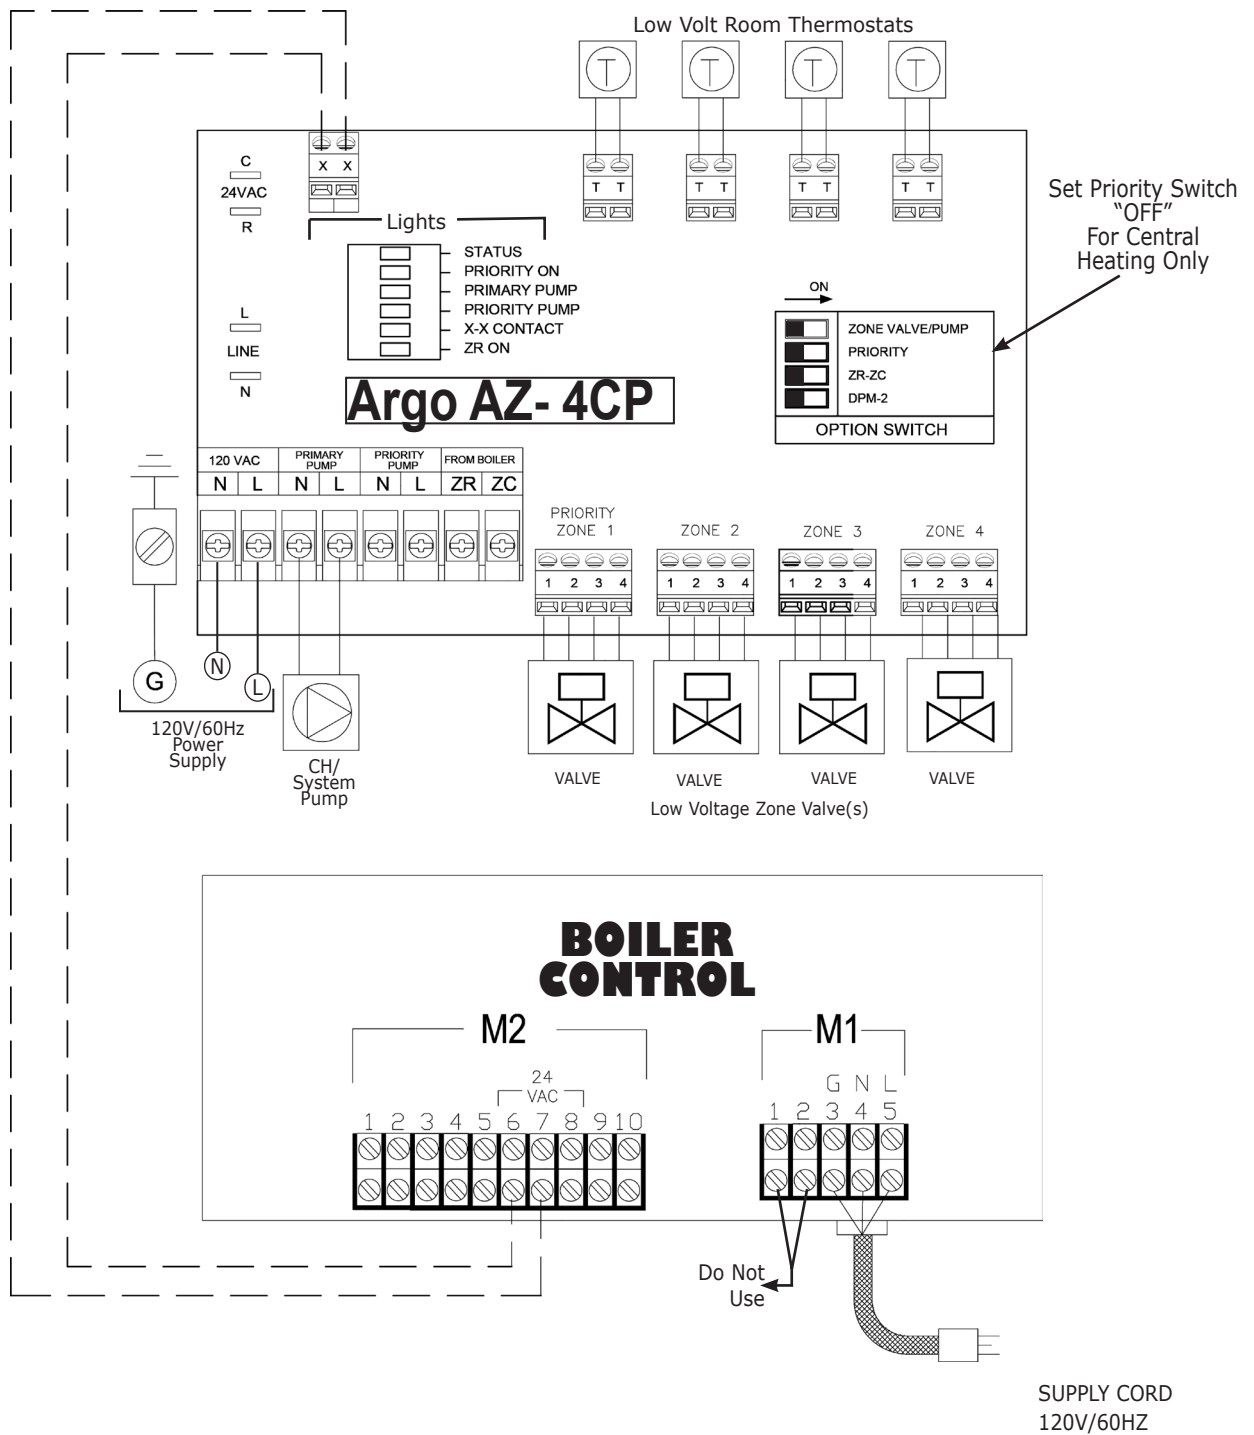 Low Volt Room Thermostats
T T T T
C
24VAC
R
X X
T T T T T T T T
Set Priority Switch
“OFF”
For Central
Heating Only
Lights
STATUS
PRIORITY ON
PRIMARY PUMP
PRIORITY PUMP
X-X CONTACT
ZR ON
L
LINE
N
ON
ZONE VALVE/PUMP
PRIORITY
ZR-ZC
DPM-2
OPTION SWITCH
Argo AZ- 4CP
120 VAC
PRIMARY
PUMP
PRIORITY
PUMP
FROM BOILER
N L N L N L ZR ZC
PRIORITY
ZONE 1
ZONE 2
ZONE 3
ZONE 4
1 2 3 4
1 2 3 4
1 2 3 4
1 2 3 4
G
N
L
120V/60Hz
Power
Supply
CH/
System
Pump
VALVE
VALVE
VALVE
VALVE
Low Voltage Zone Valve(s)
BOILER
CONTROL
M2
24
VAC
1 2 3 4 5 6 7 8 9 10
M1
G N L
1 2 3 4 5
Do Not
Use
SUPPLY CORD
120V/60HZ